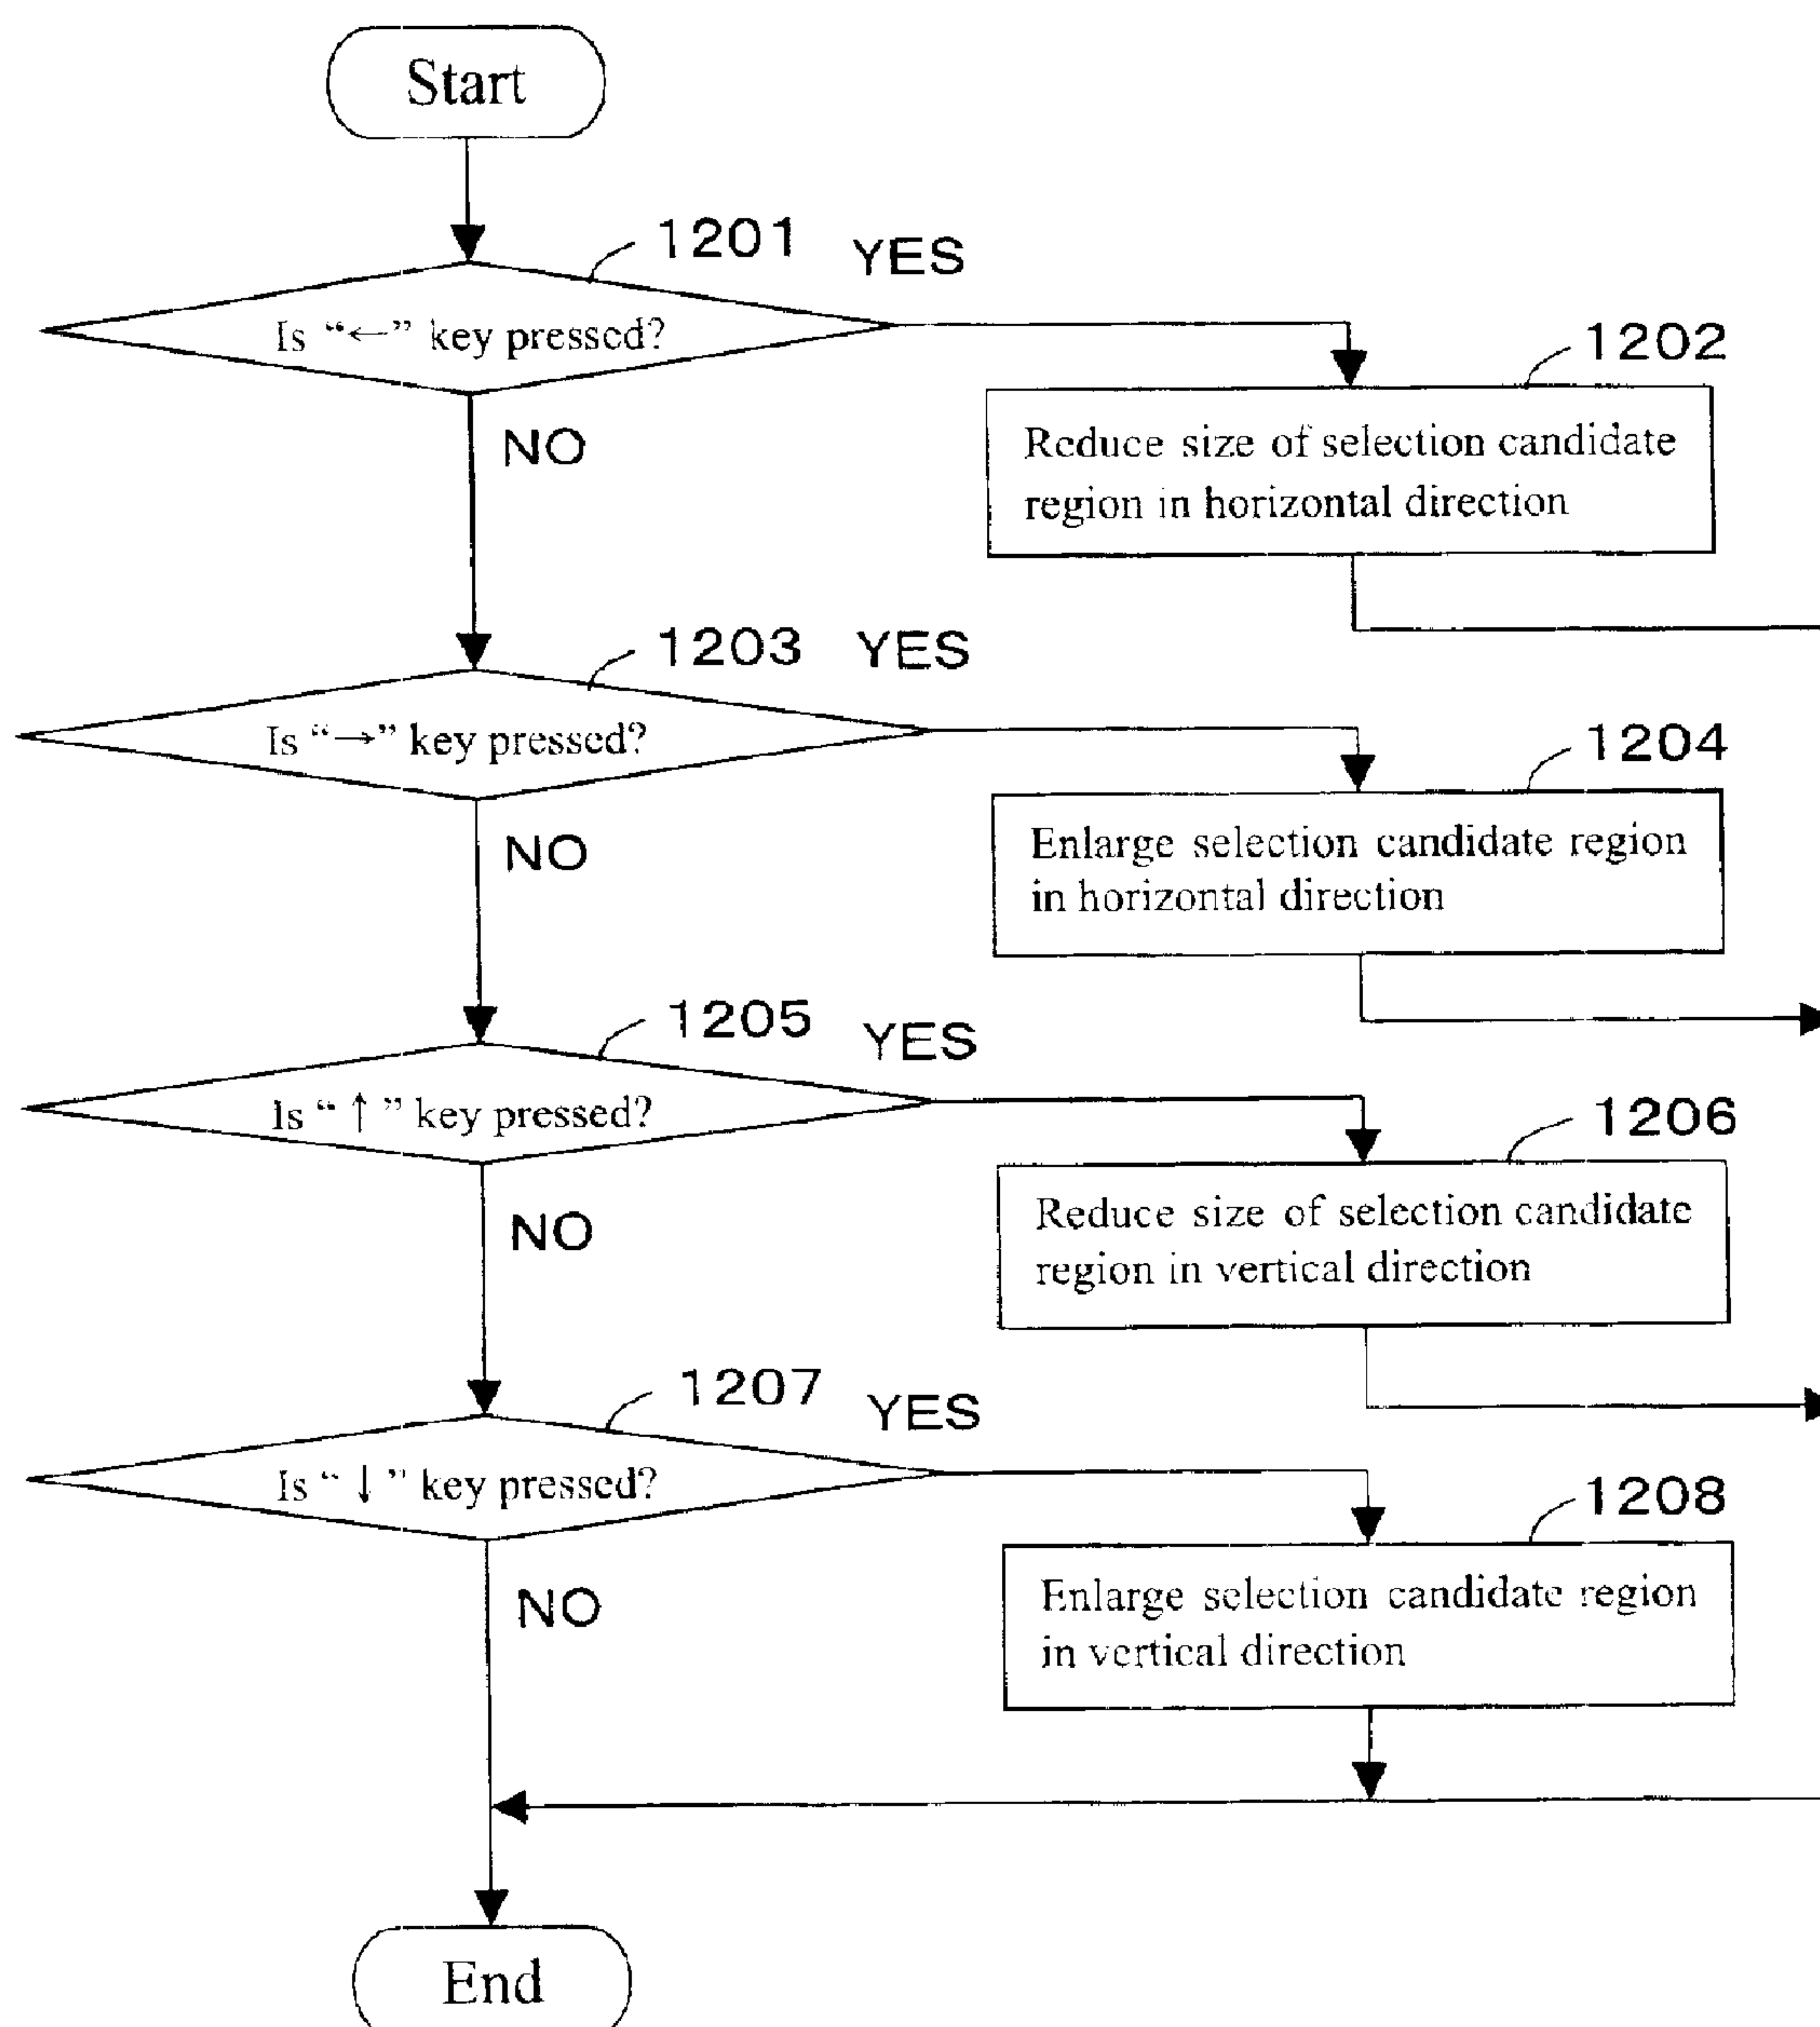 Start
1201
YES
Is “←” key pressed?
1202
Reduce size of selection candidate
region in horizontal direction
NO
1203
YES
Is “→” key pressed?
1204
Enlarge selection candidate region
in horizontal direction
NO
1205
YES
Is “ ↑ ” key pressed?
1206
Reduce size of selection candidate
region in vertical direction
NO
1207
YES
Is “ ↓ ” key pressed?
1208
Enlarge selection candidate region
in vertical direction
NO
End